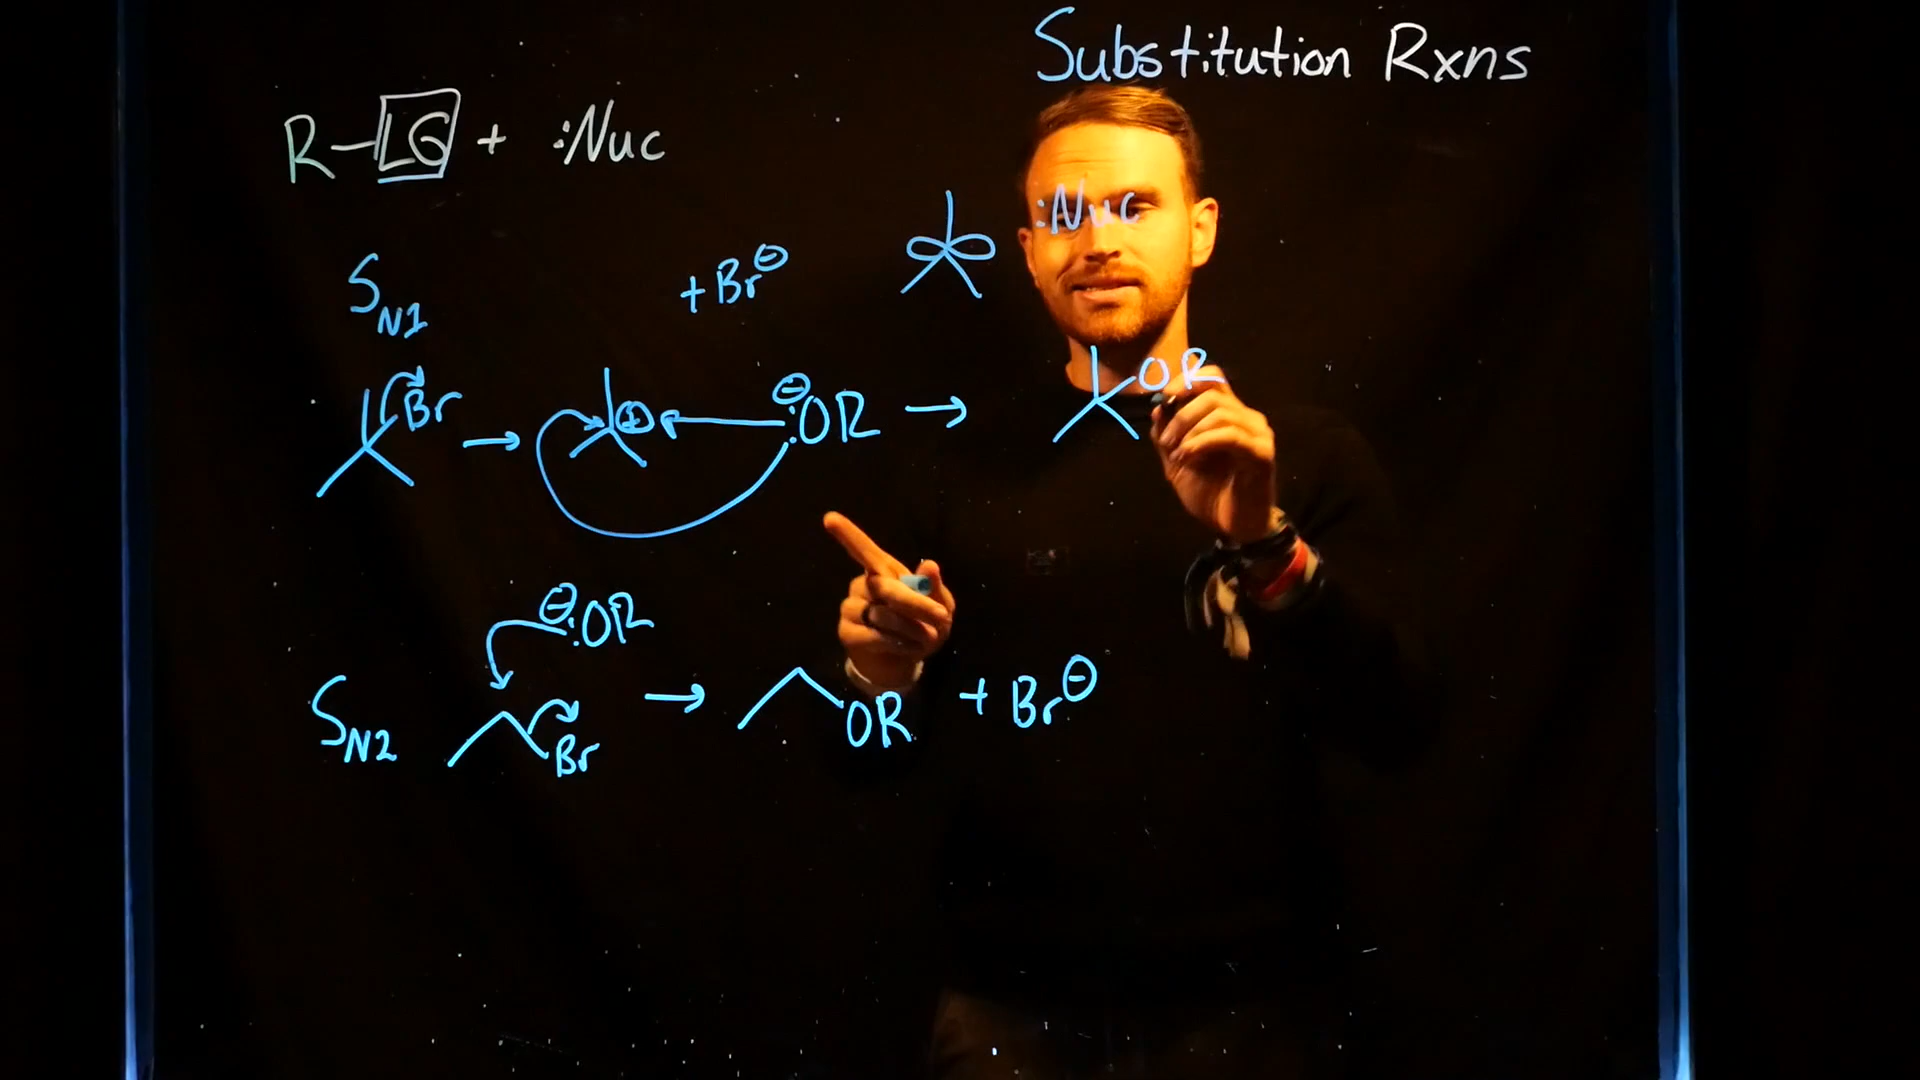 Substitution Rxns
R-LG + :Nuc
:Nuc
SN1
+ Br⊖
Br → ⊕ ⊖:OR → OR
⊖:OR
SN2 Br → OR + Br⊖